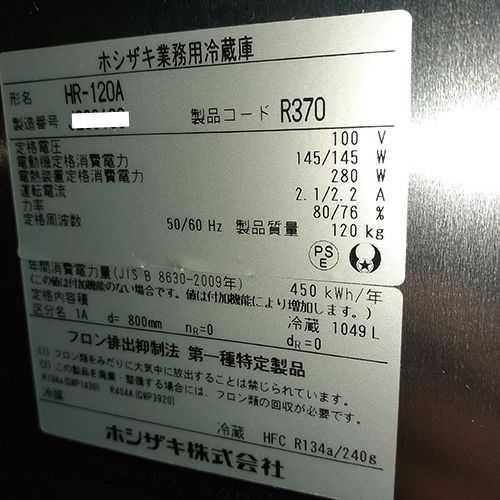 ホシザキ業務用冷蔵庫
形名 HR-120A
製造番号 製品コード R370
定格電圧 100 V
電動機定格消費電力 145/145 W
電熱装置定格消費電力 280 W
運転電流 2.1/2.2 A
力率 80/76 %
定格周波数 50/60 Hz 製品質量 120 kg
PS
E
年間消費電力量(JIS B 8630-2009年) 450 kWh/年
(この値は付加機能のない場合です。値は付加機能により増加します。)
定格内容積 冷蔵 1049 L
区分名 1A d= 800mm nR=0 dR=0
フロン排出抑制法 第一種特定製品
(1) フロン類をみだりに大気中に放出することは禁じられています。
(2) この製品を廃棄・整備する場合には、フロン類の回収が必要です。
R134a(GWP1430) R404A(GWP3920)
冷媒 冷蔵 HFC R134a/240g
ホシザキ株式会社